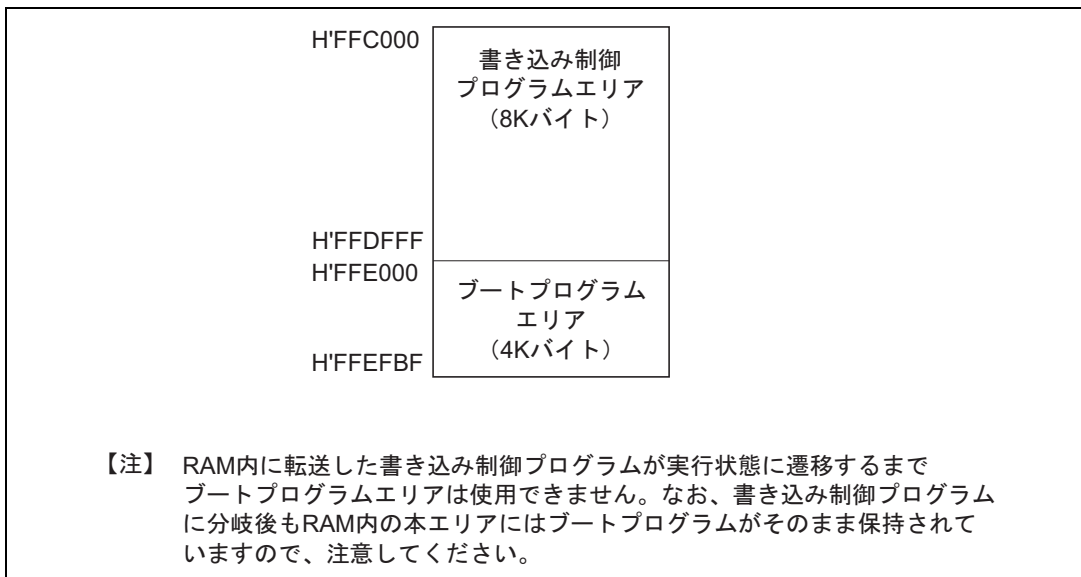 H'FFC000
書き込み制御
プログラムエリア
(8Kバイト)
H'FFDFFF
H'FFE000
ブートプログラム
エリア
(4Kバイト)
H'FFEFBF
【注】 RAM内に転送した書き込み制御プログラムが実行状態に遷移するまで
ブートプログラムエリアは使用できません。なお、書き込み制御プログラム
に分岐後もRAM内の本エリアにはブートプログラムがそのまま保持されて
いますので、注意してください。